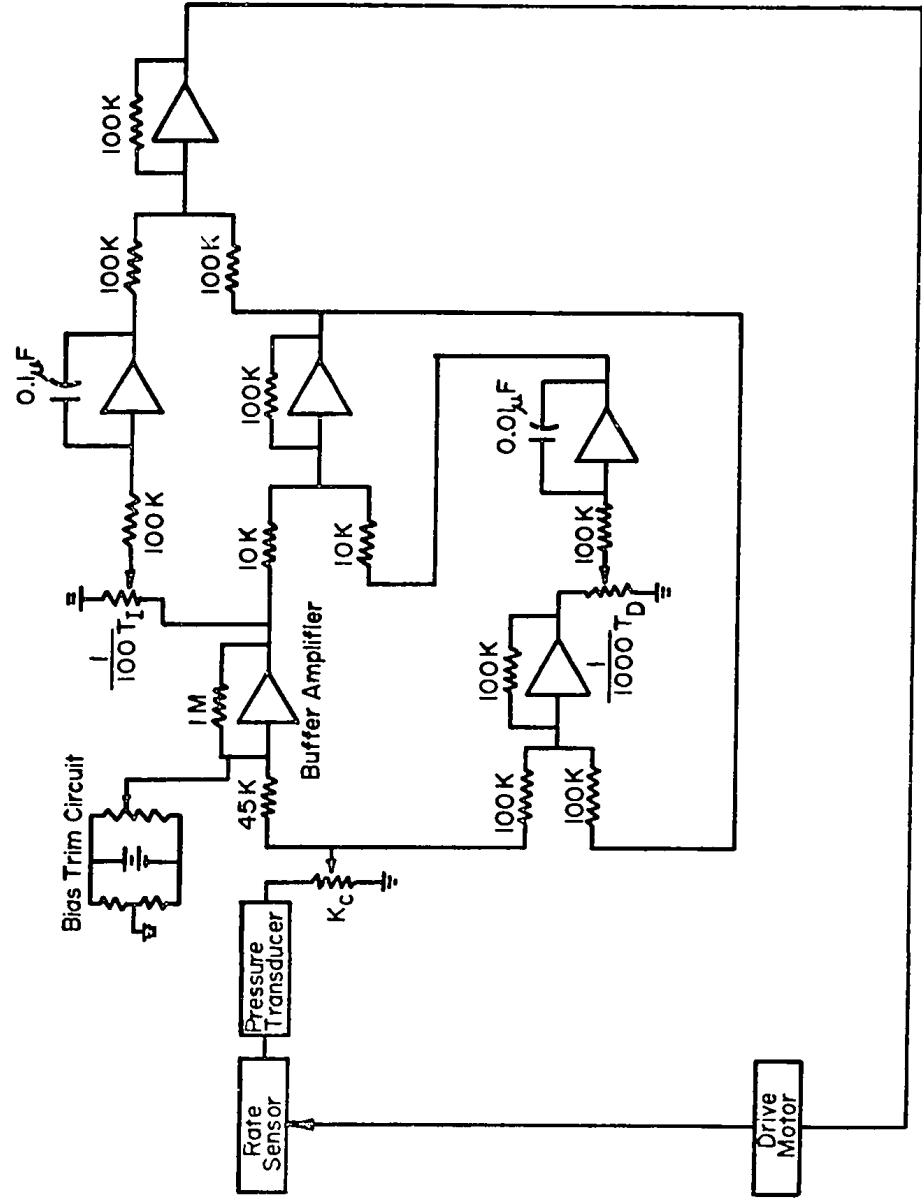 100K
100K
100K
0.1µF
100K
100K
0.01µF
100K
10K
10K
100K
1
100 T_I
1M
Buffer Amplifier
100K
1
1000 T_D
Bias Trim Circuit
45K
100K
100K
K_C
Pressure
Transducer
Rate
Sensor
Drive
Motor